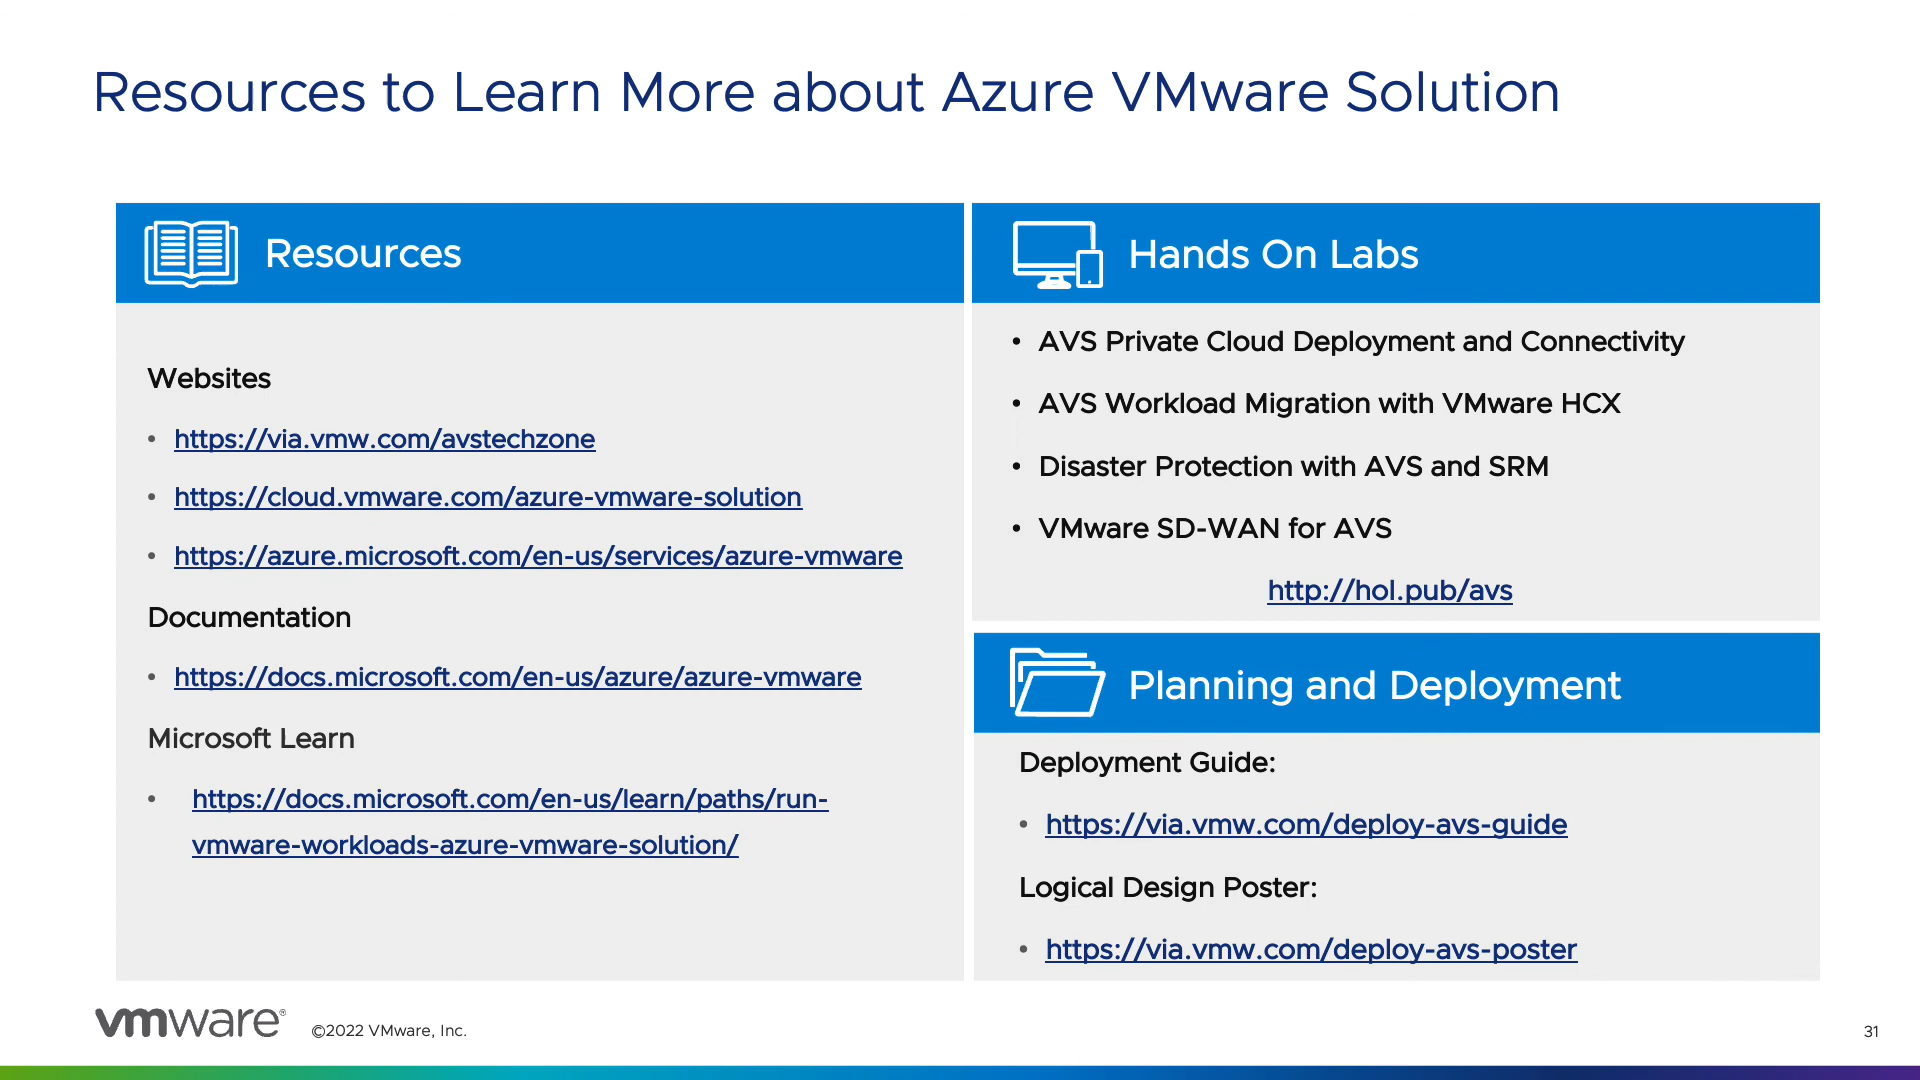 Resources to Learn More about Azure VMware Solution
Resources
Websites
• https://via.vmw.com/avstechzone
• https://cloud.vmware.com/azure-vmware-solution
• https://azure.microsoft.com/en-us/services/azure-vmware
Documentation
• https://docs.microsoft.com/en-us/azure/azure-vmware
Microsoft Learn
• https://docs.microsoft.com/en-us/learn/paths/run-
vmware-workloads-azure-vmware-solution/
Hands On Labs
• AVS Private Cloud Deployment and Connectivity
• AVS Workload Migration with VMware HCX
• Disaster Protection with AVS and SRM
• VMware SD-WAN for AVS
http://hol.pub/avs
Planning and Deployment
Deployment Guide:
• https://via.vmw.com/deploy-avs-guide
Logical Design Poster:
• https://via.vmw.com/deploy-avs-poster
vmware® ©2022 VMware, Inc.
31